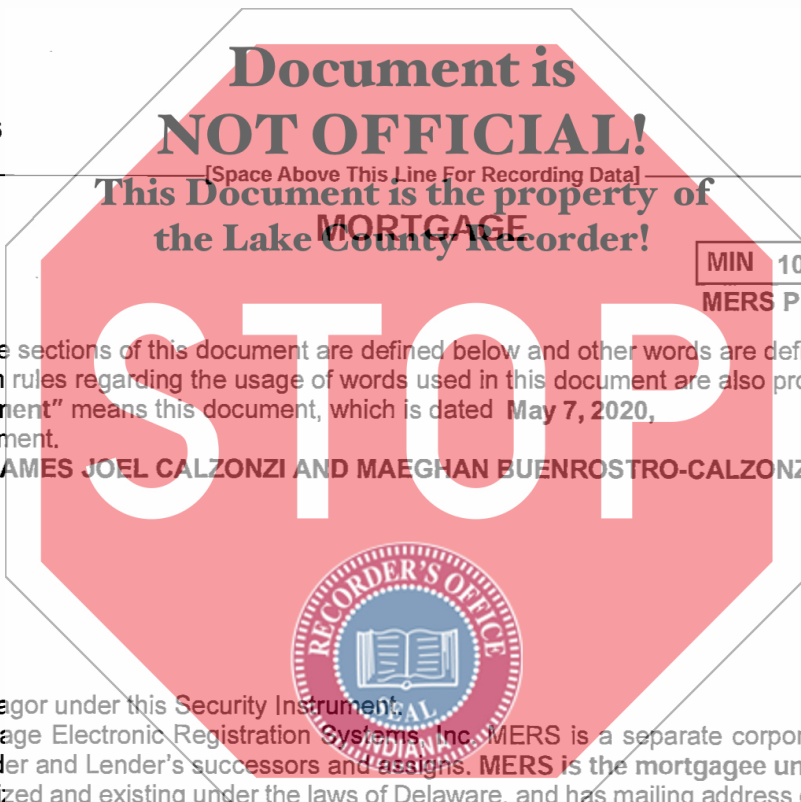 Document is
NOT OFFICIAL!
[Space Above This Line For Recording Data]
This Document is the property of
MORTGAGE
the Lake County Recorder!
MIN 10
MERS P
e sections of this document are defined below and other words are defi
n rules regarding the usage of words used in this document are also pro
nent” means this document, which is dated May 7, 2020,
ment.
AMES JOEL CALZONZI AND MAEGHAN BUENROSTRO-CALZONZ
STOP
RECORDER'S OFFICE
SEAL
INDIANA
agor under this Security Instrument.
age Electronic Registration Systems, Inc. MERS is a separate corpor
der and Lender’s successors and assigns. MERS is the mortgagee un
ized and existing under the laws of Delaware, and has mailing address o